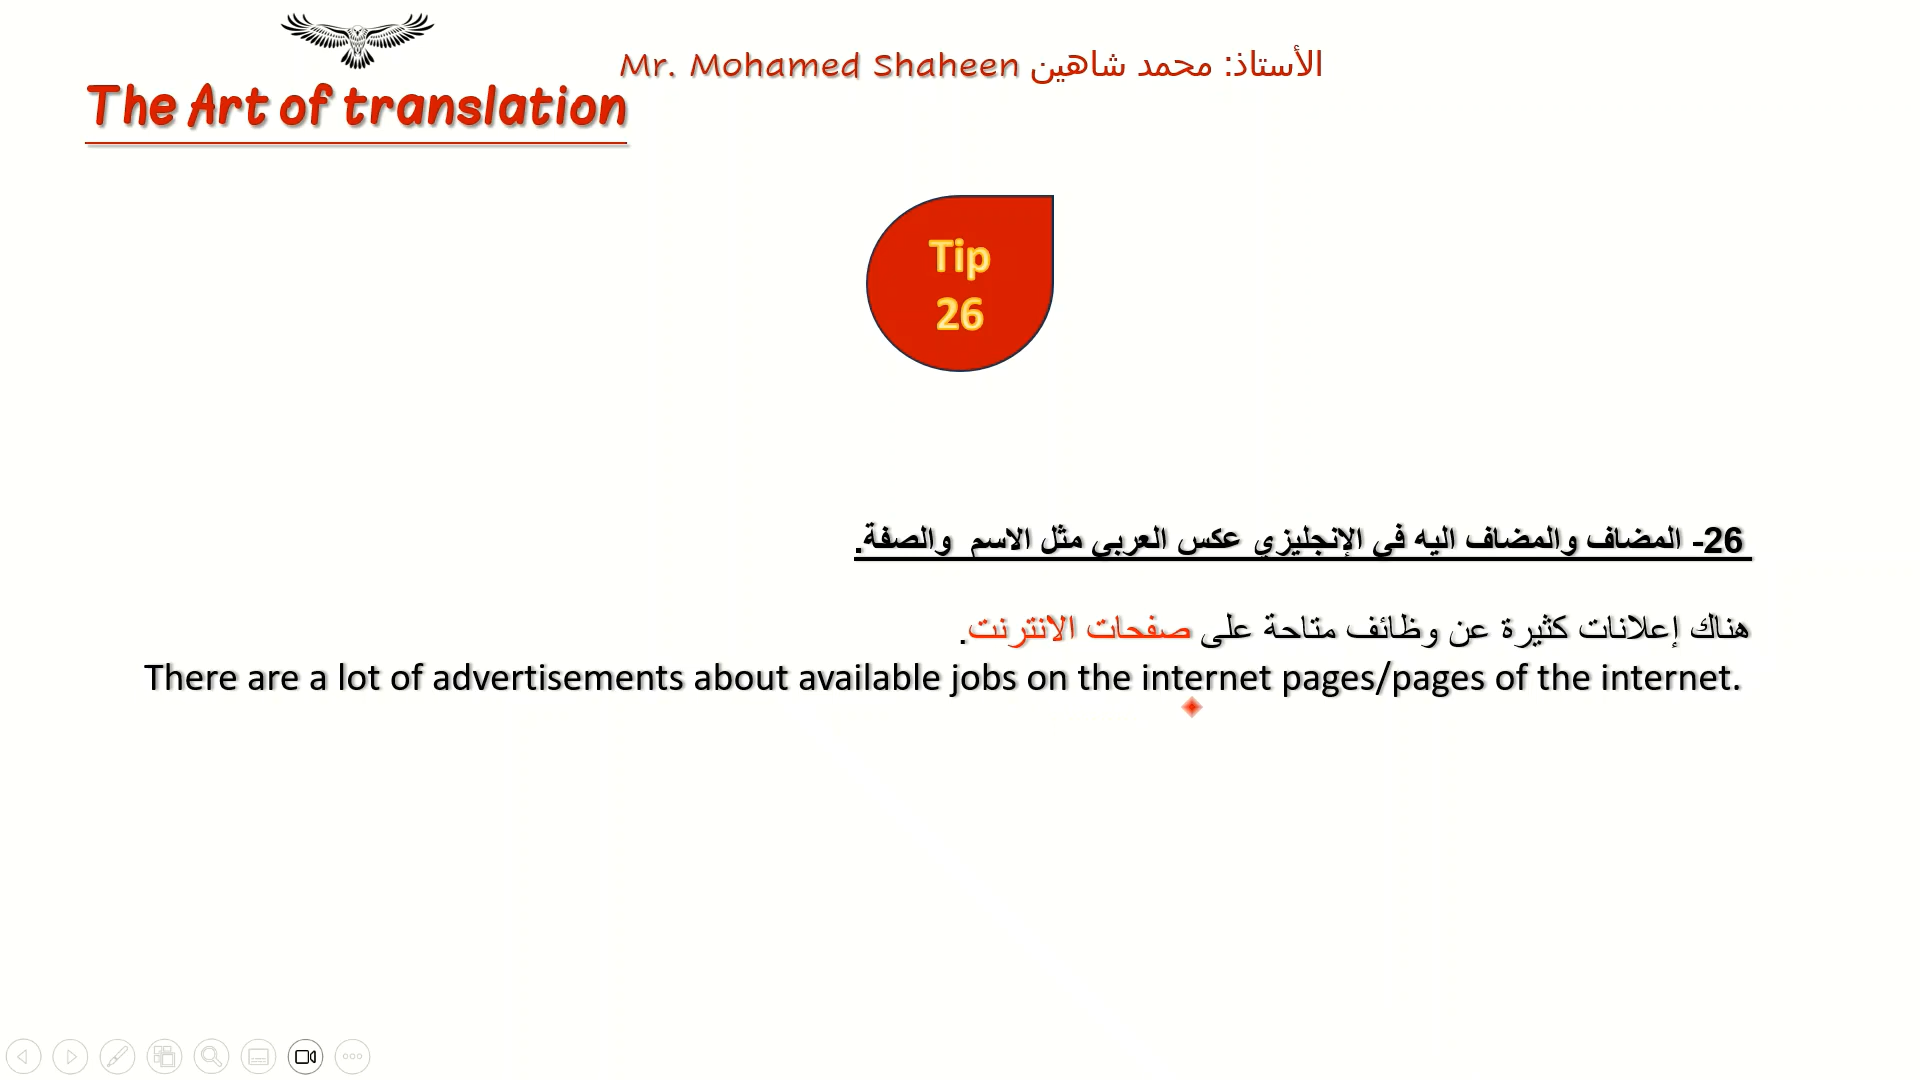 Mr. Mohamed Shaheen الأستاذ: محمد شاهين
The Art of translation
Tip
26
26- المضاف والمضاف اليه في الإنجليزي عكس العربي مثل الاسم والصفة.
هناك إعلانات كثيرة عن وظائف متاحة على صفحات الانترنت.
There are a lot of advertisements about available jobs on the internet pages/pages of the internet.